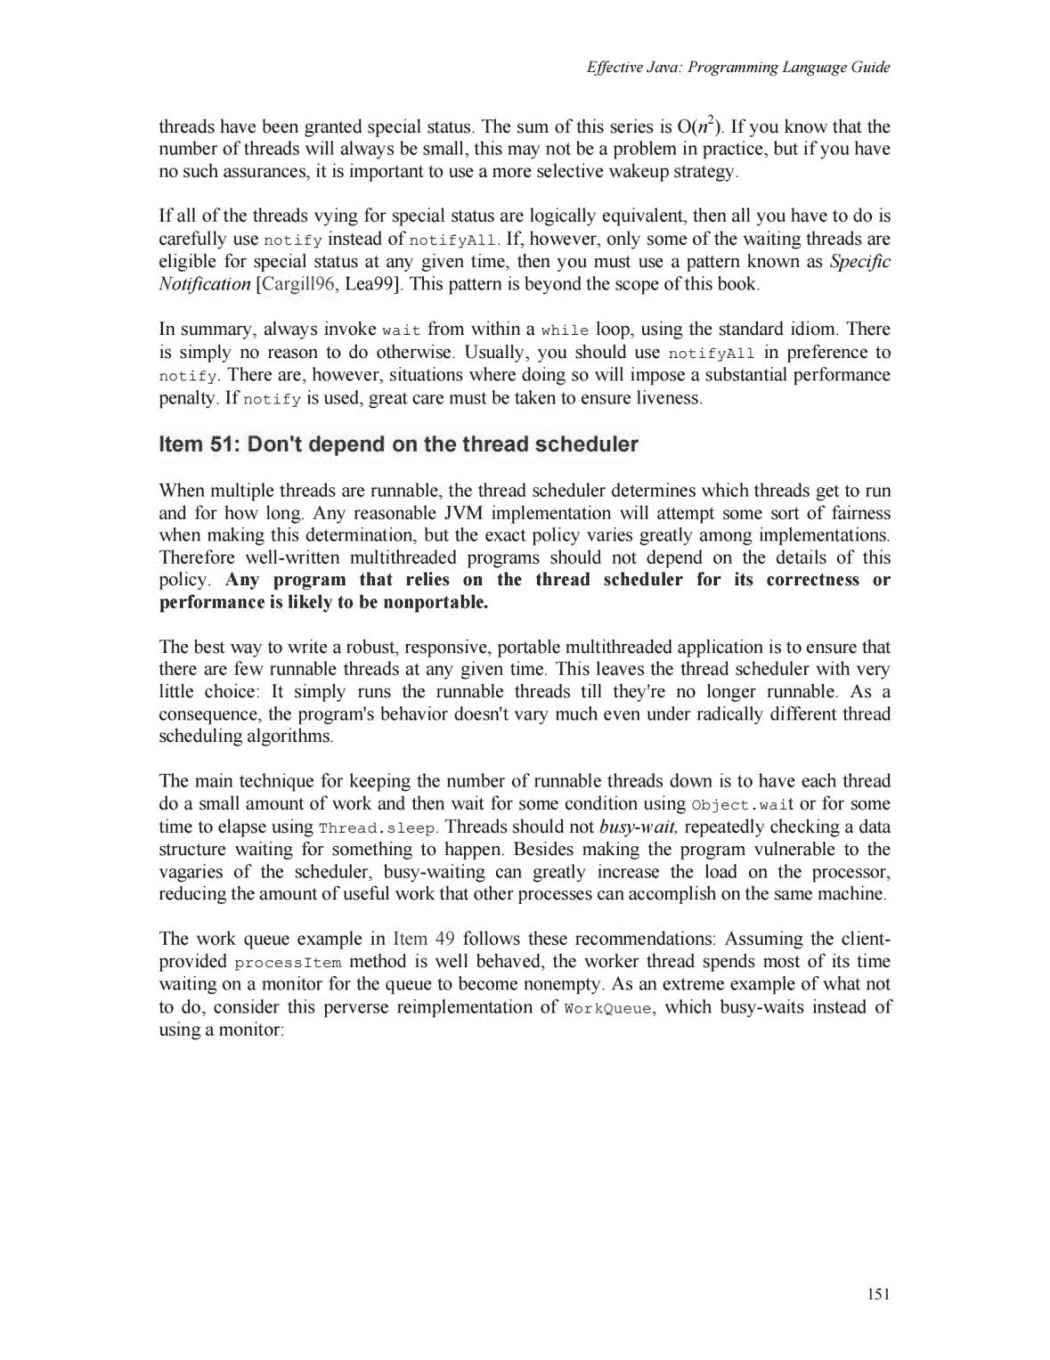 Effective Java: Programming Language Guide
threads have been granted special status. The sum of this series is O(n²). If you know that the
number of threads will always be small, this may not be a problem in practice, but if you have
no such assurances, it is important to use a more selective wakeup strategy.
If all of the threads vying for special status are logically equivalent, then all you have to do is
carefully use notify instead of notifyAll. If, however, only some of the waiting threads are
eligible for special status at any given time, then you must use a pattern known as Specific
Notification [Cargill96, Lea99]. This pattern is beyond the scope of this book.
In summary, always invoke wait from within a while loop, using the standard idiom. There
is simply no reason to do otherwise. Usually, you should use notifyAll in preference to
notify. There are, however, situations where doing so will impose a substantial performance
penalty. If notify is used, great care must be taken to ensure liveness.
Item 51: Don't depend on the thread scheduler
When multiple threads are runnable, the thread scheduler determines which threads get to run
and for how long. Any reasonable JVM implementation will attempt some sort of fairness
when making this determination, but the exact policy varies greatly among implementations.
Therefore well-written multithreaded programs should not depend on the details of this
policy. Any program that relies on the thread scheduler for its correctness or
performance is likely to be nonportable.
The best way to write a robust, responsive, portable multithreaded application is to ensure that
there are few runnable threads at any given time. This leaves the thread scheduler with very
little choice: It simply runs the runnable threads till they're no longer runnable. As a
consequence, the program's behavior doesn't vary much even under radically different thread
scheduling algorithms.
The main technique for keeping the number of runnable threads down is to have each thread
do a small amount of work and then wait for some condition using Object.wait or for some
time to elapse using Thread.sleep. Threads should not busy-wait, repeatedly checking a data
structure waiting for something to happen. Besides making the program vulnerable to the
vagaries of the scheduler, busy-waiting can greatly increase the load on the processor,
reducing the amount of useful work that other processes can accomplish on the same machine.
The work queue example in Item 49 follows these recommendations: Assuming the client-
provided processItem method is well behaved, the worker thread spends most of its time
waiting on a monitor for the queue to become nonempty. As an extreme example of what not
to do, consider this perverse reimplementation of WorkQueue, which busy-waits instead of
using a monitor:
151